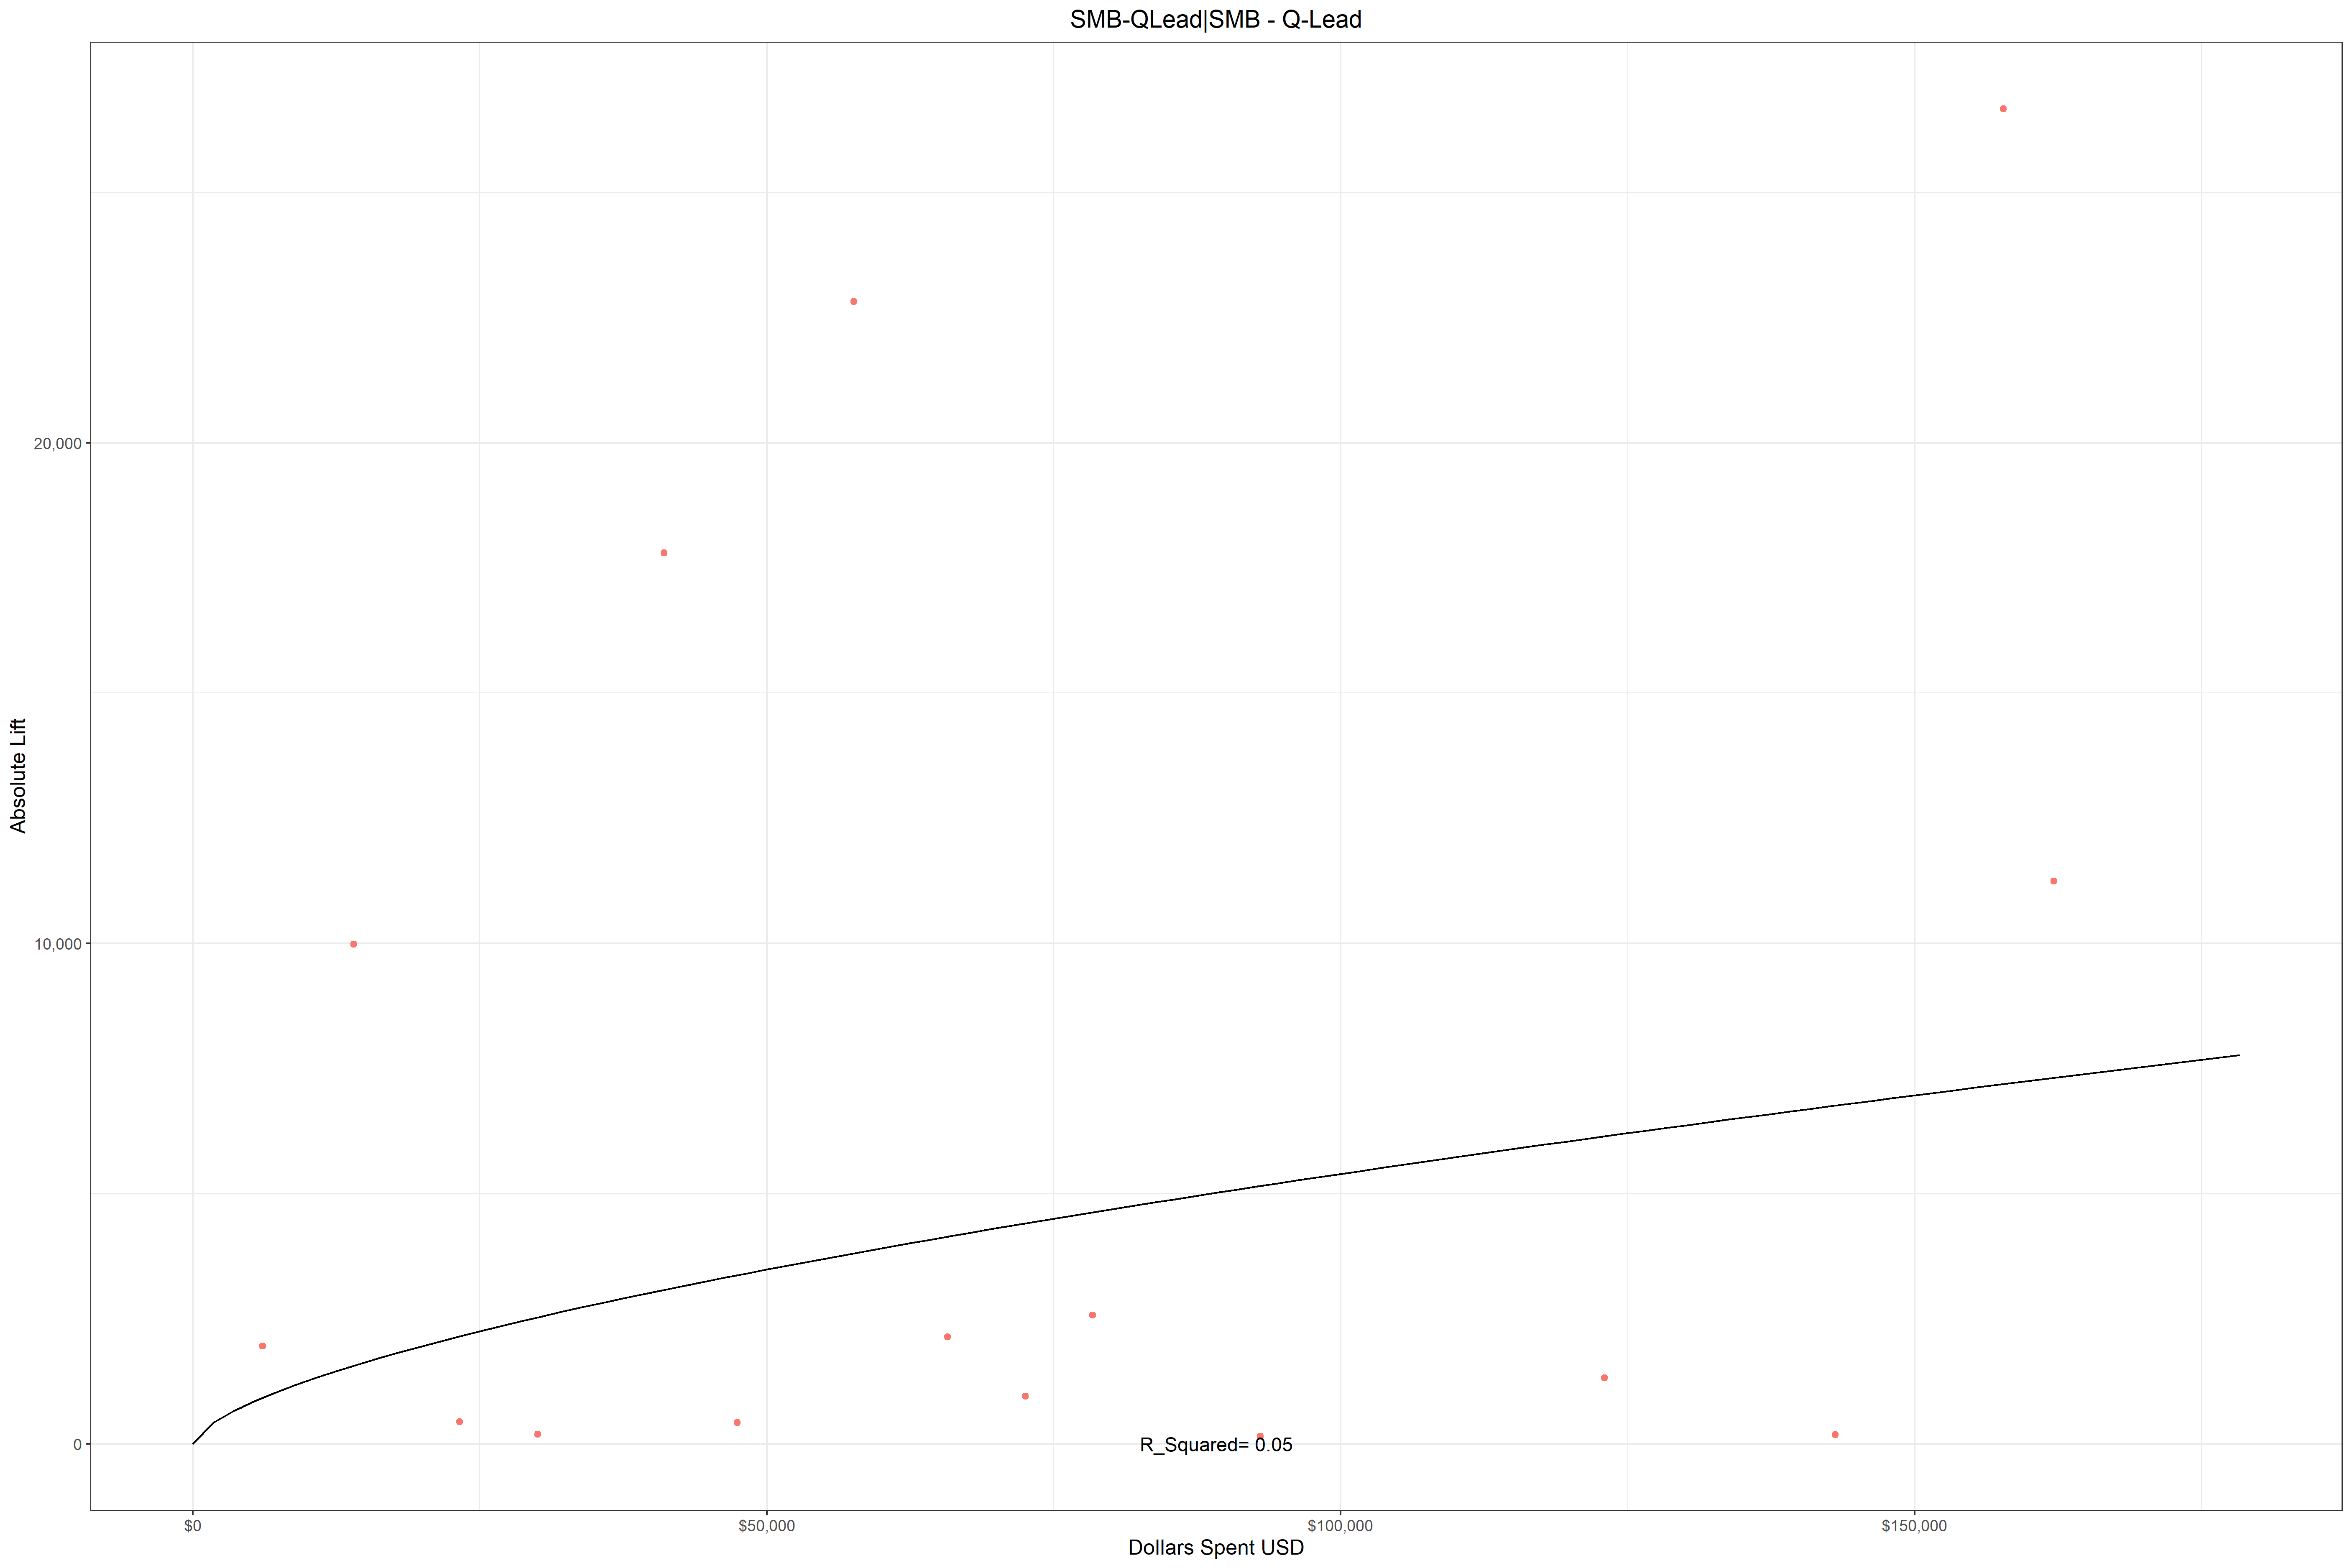 SMB-QLead|SMB - Q-Lead
Absolute Lift
20,000
10,000
0
R_Squared= 0.05
$0
$50,000
$100,000
$150,000
Dollars Spent USD